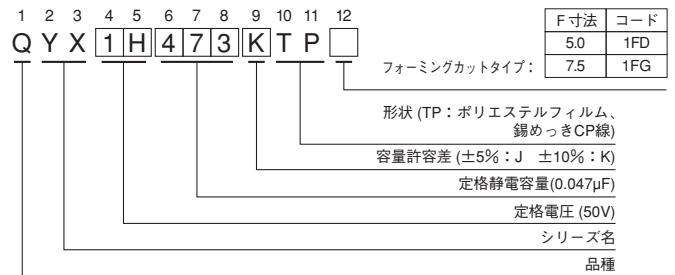 1 2 3 4 5 6 7 8 9 10 11 12
Q Y X 1 H 4 7 3 K T P
F 寸法 コード
5.0 1FD
7.5 1FG
フォーミングカットタイプ：
形状 (TP：ポリエステルフィルム、
錫めっきCP線)
容量許容差 (±5%：J ±10%：K)
定格静電容量(0.047μF)
定格電圧 (50V)
シリーズ名
品種